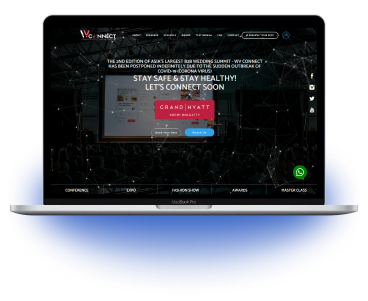 WV CONNECT
THE 2ND EDITION OF ASIA'S LARGEST B2B WEDDING SUMMIT - WV CONNECT
HAS BEEN POSTPONED INDEFINITELY DUE TO THE SUDDEN OUTBREAK OF
COVID-19 (CORONA VIRUS)
STAY SAFE & STAY HEALTHY!
LET'S CONNECT SOON
GRAND | HYATT
CONFERENCE EXPO FASHION SHOW AWARDS MASTER CLASS
MacBook Pro